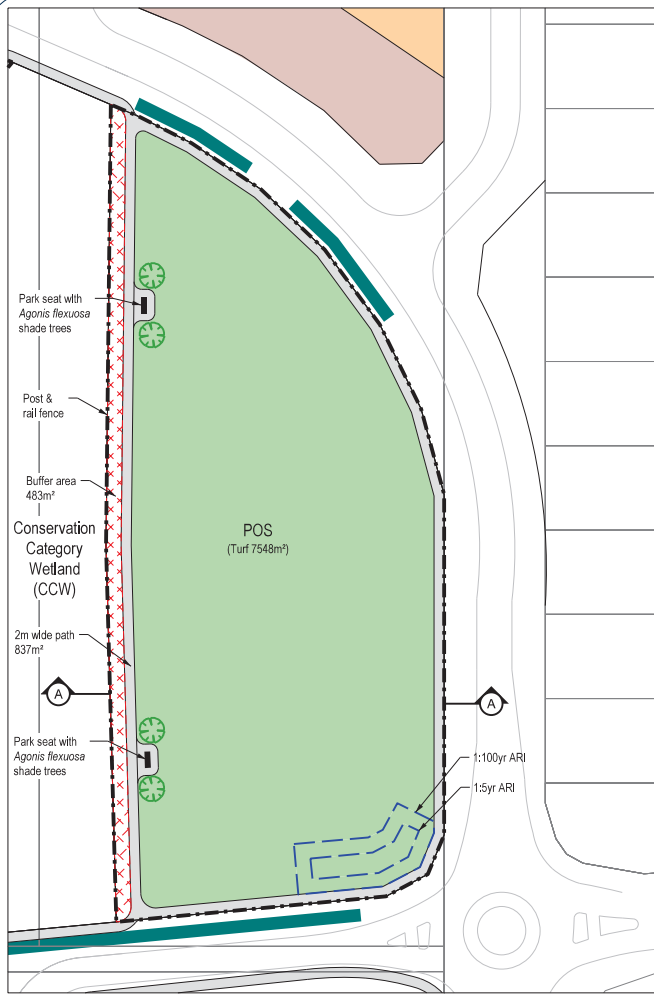 Park seat with
Agonis flexuosa
shade trees
Post &
rail fence
Buffer area
483m²
Conservation
Category
Wetland
(CCW)
POS
(Turf 7548m²)
2m wide path
837m²
A
A
Park seat with
Agonis flexuosa
shade trees
1:100yr ARI
1:5yr ARI